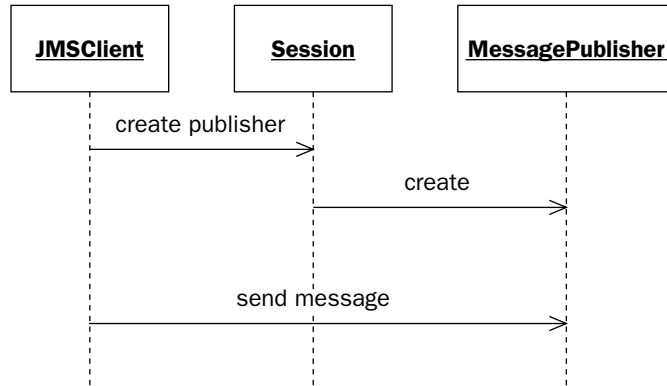 JMSClient
Session
MessagePublisher
create publisher
create
send message